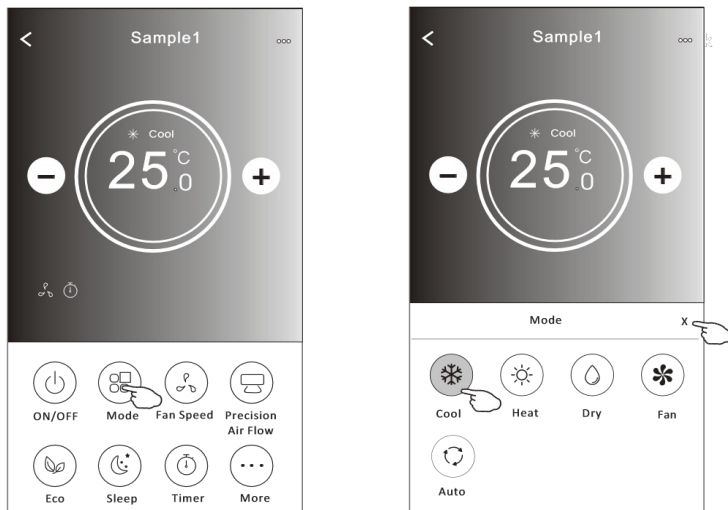 Sample1
Cool
25.0°C
ON/OFF
Mode
Fan Speed
Precision
Air Flow
Eco
Sleep
Timer
More
Sample1
Cool
25.0°C
Mode
X
Cool
Heat
Dry
Fan
Auto